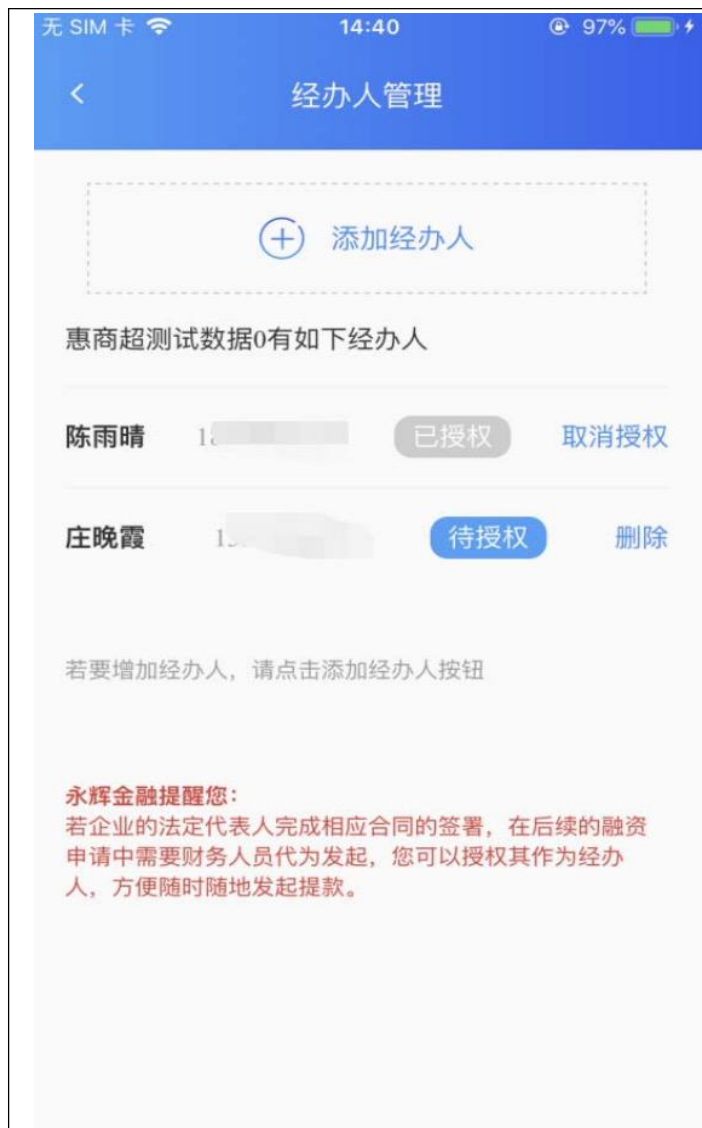 无 SIM 卡 14:40 97%
经办人管理
添加经办人
惠商超测试数据0有如下经办人
陈雨晴 18 已授权 取消授权
庄晚霞 15 待授权 删除
若要增加经办人，请点击添加经办人按钮
永辉金融提醒您：
若企业的法定代表人完成相应合同的签署，在后续的融资
申请中需要财务人员代为发起，您可以授权其作为经办
人，方便随时随地发起提款。